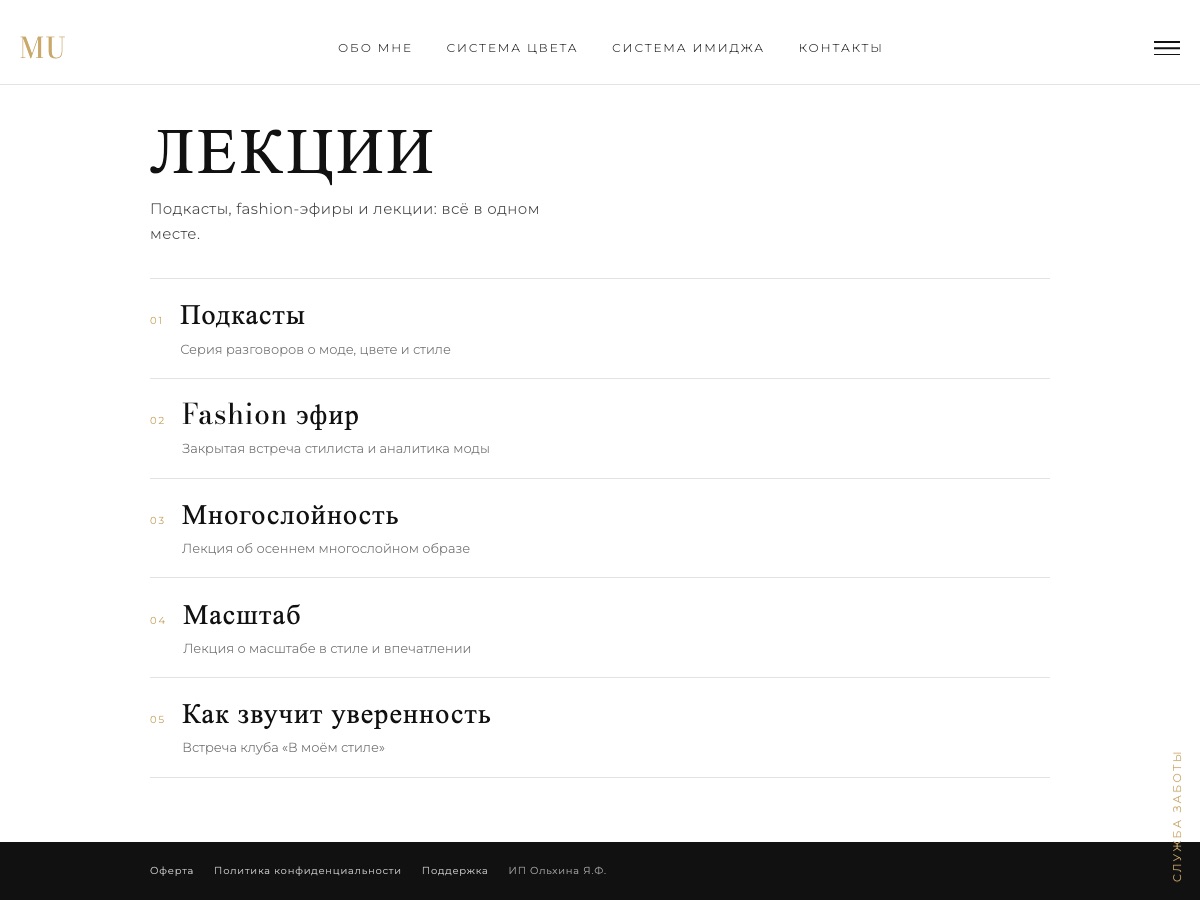 MU
ОБО МНЕ СИСТЕМА ЦВЕТА СИСТЕМА ИМИДЖА КОНТАКТЫ
ЛЕКЦИИ
Подкасты, fashion-эфиры и лекции: всё в одном
месте.
01 Подкасты
Серия разговоров о моде, цвете и стиле
02 Fashion эфир
Закрытая встреча стилиста и аналитика моды
03 Многослойность
Лекция об осеннем многослойном образе
04 Масштаб
Лекция о масштабе в стиле и впечатлении
05 Как звучит уверенность
Встреча клуба «В моём стиле»
СЛУЖБА ЗАБОТЫ
Оферта Политика конфиденциальности Поддержка ИП Ольхина Я.Ф.